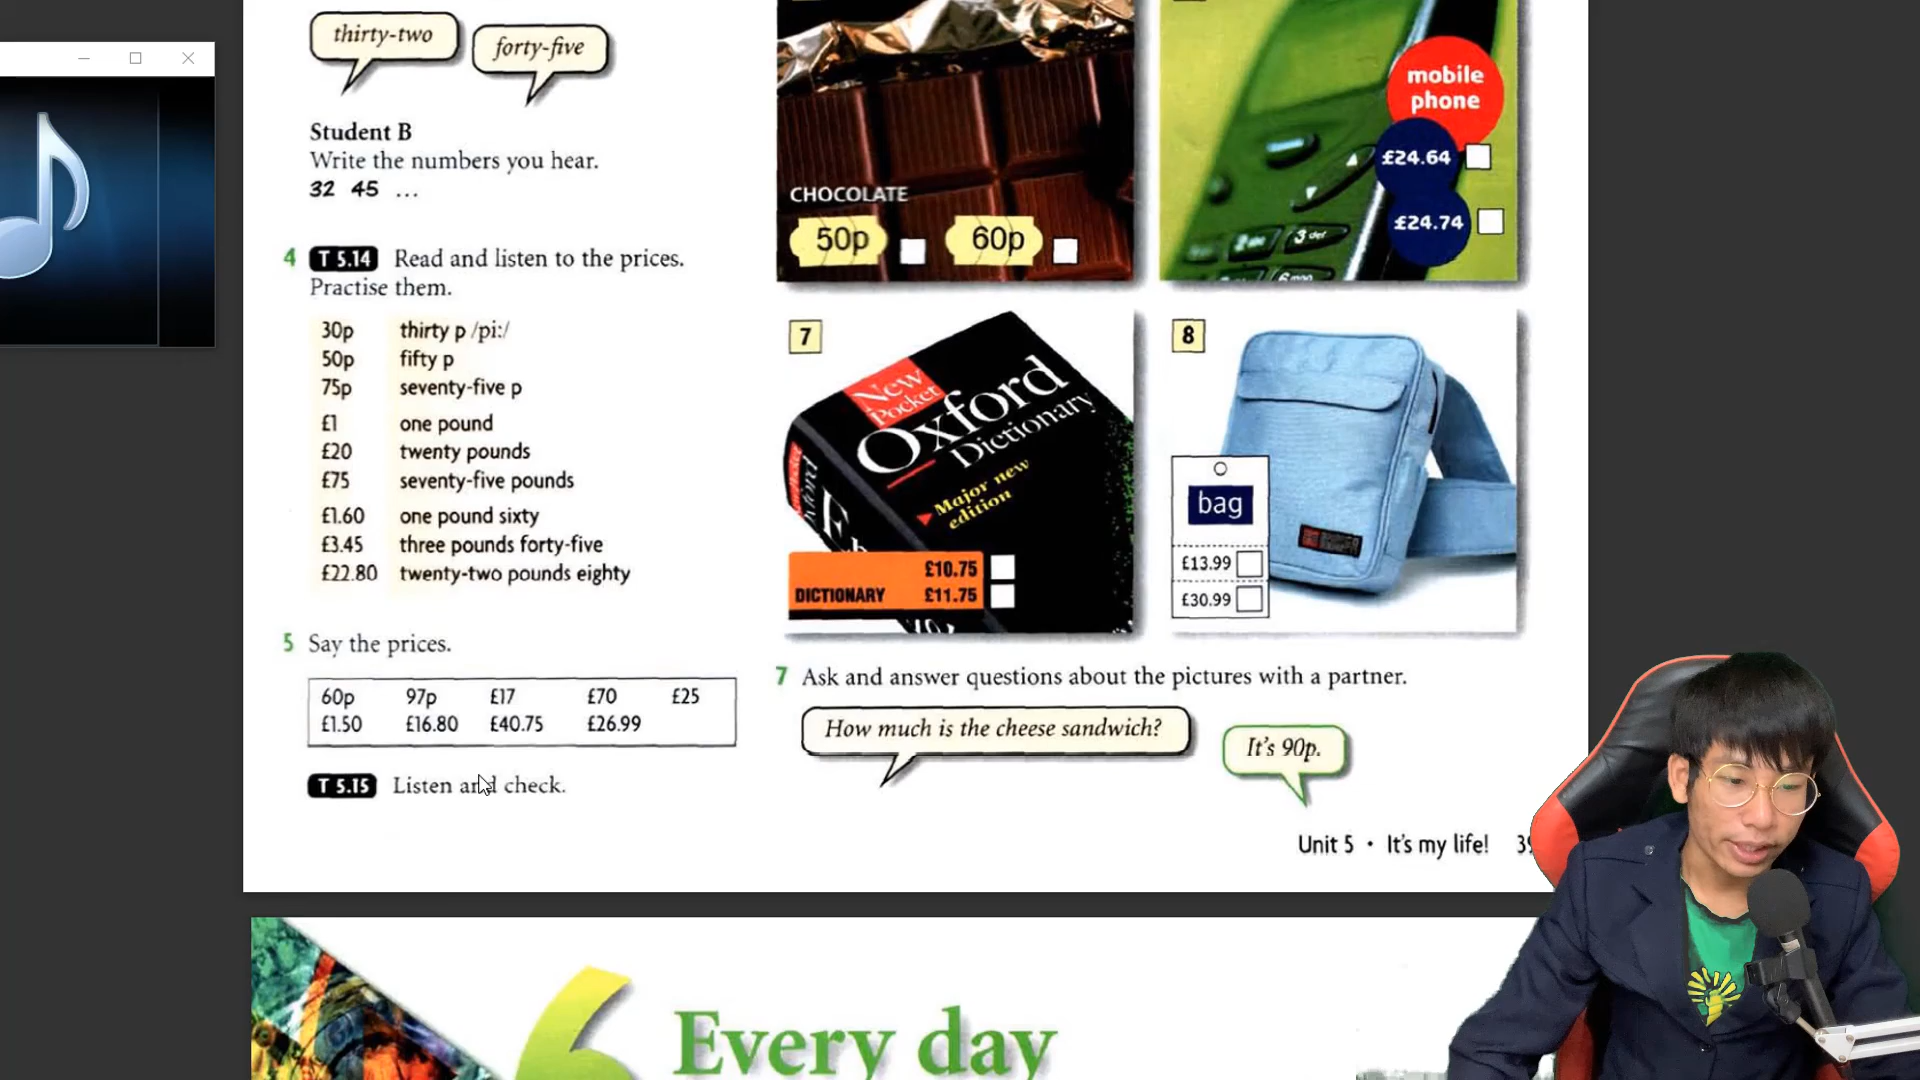 thirty-two
forty-five
Student B
Write the numbers you hear.
32 45 ...
4 T 5.14 Read and listen to the prices.
Practise them.
30p thirty p /pi:/
50p fifty p
75p seventy-five p
£1 one pound
£20 twenty pounds
£75 seventy-five pounds
£1.60 one pound sixty
£3.45 three pounds forty-five
£22.80 twenty-two pounds eighty
5 Say the prices.
60p 97p £17 £70 £25
£1.50 £16.80 £40.75 £26.99
T 5.15 Listen and check.
CHOCOLATE
50p 60p
mobile
phone
£24.64
£24.74
2abc 3def
7
New
Pocket
Oxford
Dictionary
Major new
edition
£10.75
DICTIONARY £11.75
8
bag
£13.99
£30.99
7 Ask and answer questions about the pictures with a partner.
How much is the cheese sandwich?
It's 90p.
Unit 5 • It's my life!
6 Every day